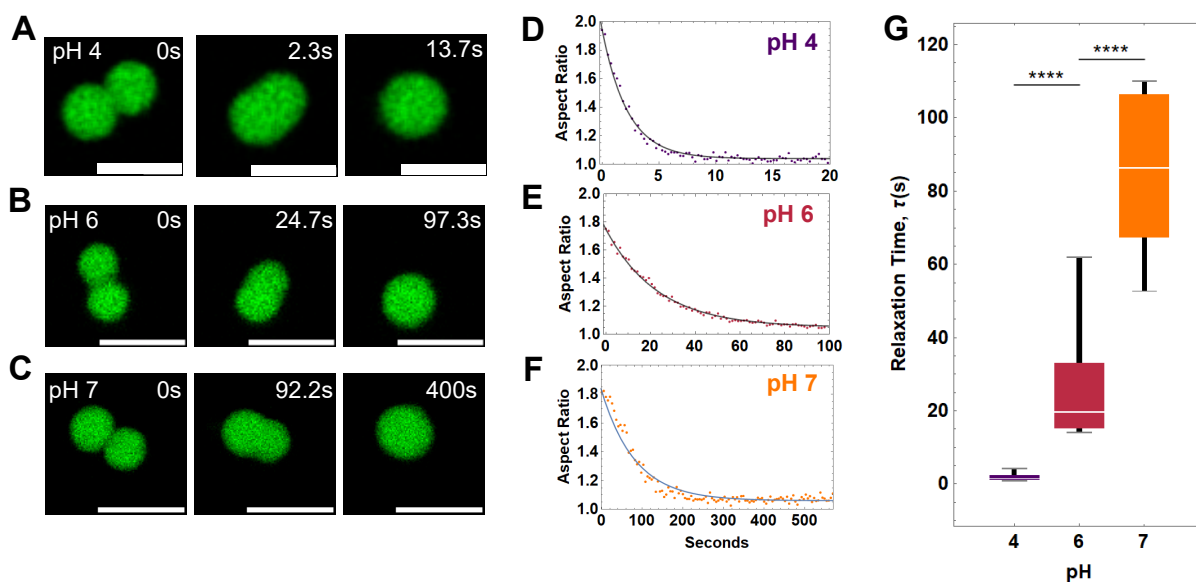 A
pH 4 0s
2.3s
13.7s
B
pH 6 0s
24.7s
97.3s
C
pH 7 0s
92.2s
400s
D
pH 4
Aspect Ratio
2.0
1.8
1.6
1.4
1.2
1.0
0 5 10 15 20
E
pH 6
Aspect Ratio
2.0
1.8
1.6
1.4
1.2
1.0
0 20 40 60 80 100
F
pH 7
Aspect Ratio
2.0
1.8
1.6
1.4
1.2
1.0
0 100 200 300 400 500
Seconds
G
Relaxation Time, τ(s)
120
100
80
60
40
20
0
****
****
4 6 7
pH